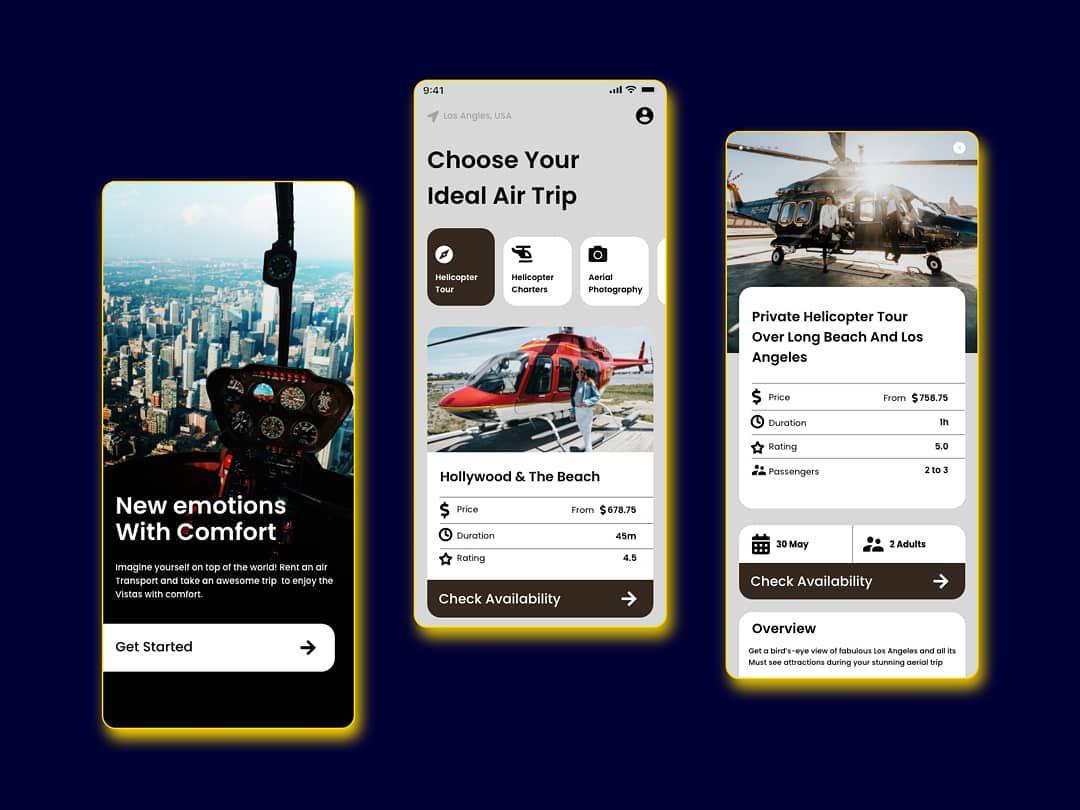 New emotions
With Comfort
Imagine yourself on top of the world! Rent an air
Transport and take an awesome trip to enjoy the
Vistas with comfort.
Get Started
9:41
Los Angles, USA
Choose Your
Ideal Air Trip
Helicopter
Tour
Helicopter
Charters
Aerial
Photography
Hollywood & The Beach
Price From $678.75
Duration 45m
Rating 4.5
Check Availability
Private Helicopter Tour
Over Long Beach And Los
Angeles
Price From $758.75
Duration 1h
Rating 5.0
Passengers 2 to 3
30 May 2 Adults
Check Availability
Overview
Get a bird's-eye view of fabulous Los Angeles and all its
Must see attractions during your stunning aerial trip